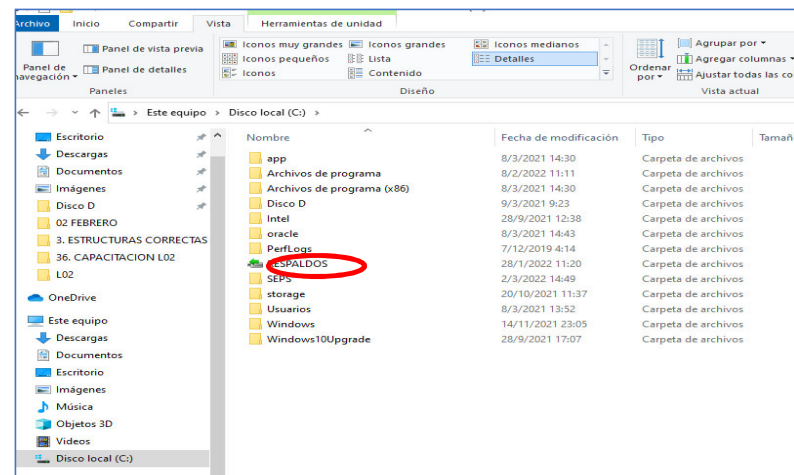 Archivo Inicio Compartir Vista Herramientas de unidad
Panel de navegación
Panel de vista previa
Panel de detalles
Paneles
Iconos muy grandes Iconos grandes Iconos medianos
Iconos pequeños Lista Detalles
Iconos Contenido
Diseño
Ordenar por
Agrupar por
Agregar columnas
Ajustar todas las co
Vista actual
Este equipo > Disco local (C:) >
Escritorio
Descargas
Documentos
Imágenes
Disco D
02 FEBRERO
3. ESTRUCTURAS CORRECTAS
36. CAPACITACION L02
L02
OneDrive
Este equipo
Descargas
Documentos
Escritorio
Imágenes
Música
Objetos 3D
Videos
Disco local (C:)
Nombre Fecha de modificación Tipo Tamañ
app 8/3/2021 14:30 Carpeta de archivos
Archivos de programa 8/2/2022 11:11 Carpeta de archivos
Archivos de programa (x86) 8/3/2021 14:30 Carpeta de archivos
Disco D 9/3/2021 9:23 Carpeta de archivos
Intel 28/9/2021 12:38 Carpeta de archivos
oracle 8/3/2021 14:43 Carpeta de archivos
PerfLogs 7/12/2019 4:14 Carpeta de archivos
RESPALDOS 28/1/2022 11:20 Carpeta de archivos
SEPS 2/3/2022 14:49 Carpeta de archivos
storage 20/10/2021 11:37 Carpeta de archivos
Usuarios 8/3/2021 13:52 Carpeta de archivos
Windows 14/11/2021 23:05 Carpeta de archivos
Windows10Upgrade 28/9/2021 17:07 Carpeta de archivos